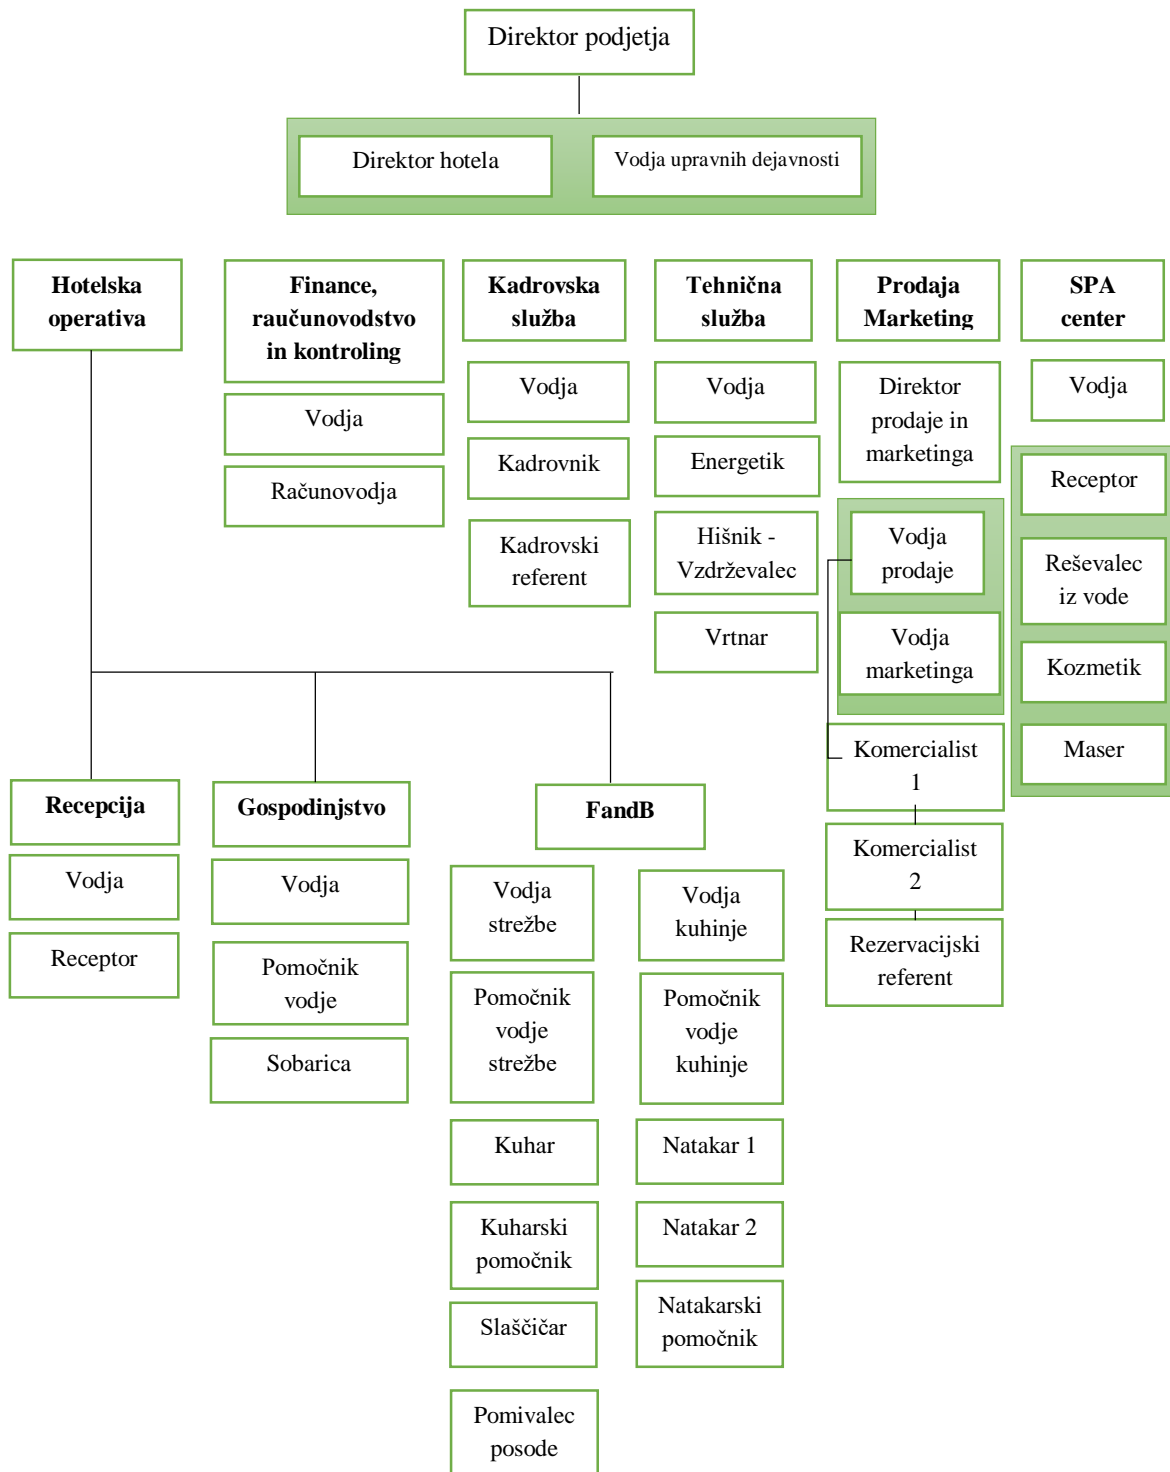 Direktor podjetja
Direktor hotela
Vodja upravnih dejavnosti
Hotelska
operativa
Finance,
raučunovodstvo
in kontroling
Vodja
Računovodja
Kadrovska
služba
Vodja
Kadrovnik
Kadrovski
referent
Tehnična
služba
Vodja
Energetik
Hišnik -
Vzdrževalec
Vrtnar
Prodaja
Marketing
Direktor
prodaje in
marketinga
Vodja
prodaje
Vodja
marketinga
Komercialist
1
Komercialist
2
Rezervacijski
referent
SPA
center
Vodja
Receptor
Reševalec
iz vode
Kozmetik
Maser
Recepcija
Vodja
Receptor
Gospodinjstvo
Vodja
Pomočnik
vodje
Sobarica
FandB
Vodja
strežbe
Pomočnik
vodje
strežbe
Kuhar
Kuharski
pomočnik
Slaščičar
Pomivalec
posode
Vodja
kuhinje
Pomočnik
vodje
kuhinje
Natakar 1
Natakar 2
Natakarski
pomočnik